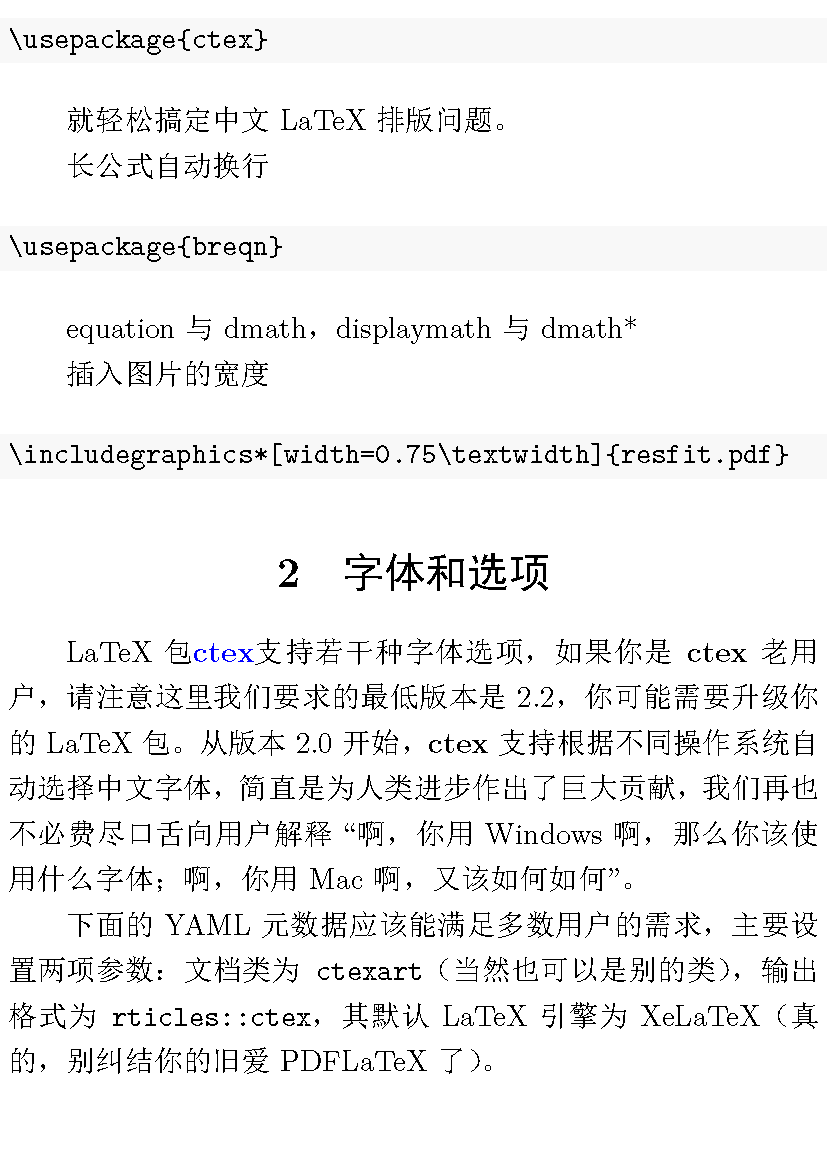 \usepackage{ctex}
就轻松搞定中文 LaTeX 排版问题。
长公式自动换行
\usepackage{breqn}
equation 与 dmath，displaymath 与 dmath*
插入图片的宽度
\includegraphics*[width=0.75\textwidth]{resfit.pdf}
2 字体和选项
LaTeX 包ctex支持若干种字体选项，如果你是 ctex 老用
户，请注意这里我们要求的最低版本是 2.2，你可能需要升级你
的 LaTeX 包。从版本 2.0 开始，ctex 支持根据不同操作系统自
动选择中文字体，简直是为人类进步作出了巨大贡献，我们再也
不必费尽口舌向用户解释 “啊，你用 Windows 啊，那么你该使
用什么字体；啊，你用 Mac 啊，又该如何如何”。
下面的 YAML 元数据应该能满足多数用户的需求，主要设
置两项参数：文档类为 ctexart（当然也可以是别的类），输出
格式为 rticles::ctex，其默认 LaTeX 引擎为 XeLaTeX（真
的，别纠结你的旧爱 PDFLaTeX 了）。